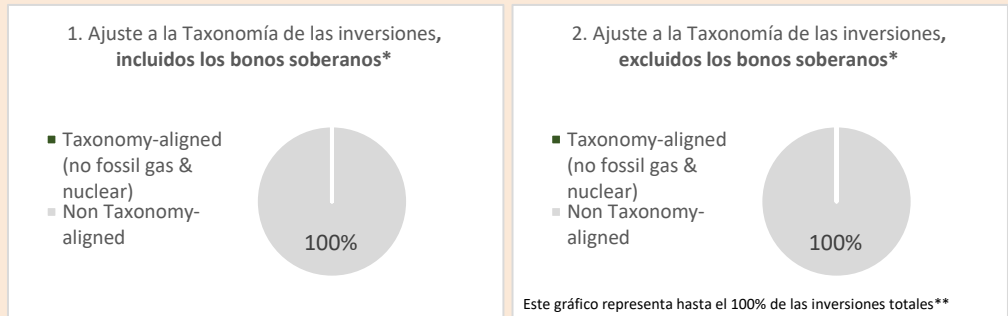 1. Ajuste a la Taxonomía de las inversiones,
incluidos los bonos soberanos*
Taxonomy-aligned
(no fossil gas &
nuclear)
Non Taxonomy-
aligned
100%
2. Ajuste a la Taxonomía de las inversiones,
excluidos los bonos soberanos*
Taxonomy-aligned
(no fossil gas &
nuclear)
Non Taxonomy-
aligned
100%
Este gráfico representa hasta el 100% de las inversiones totales**